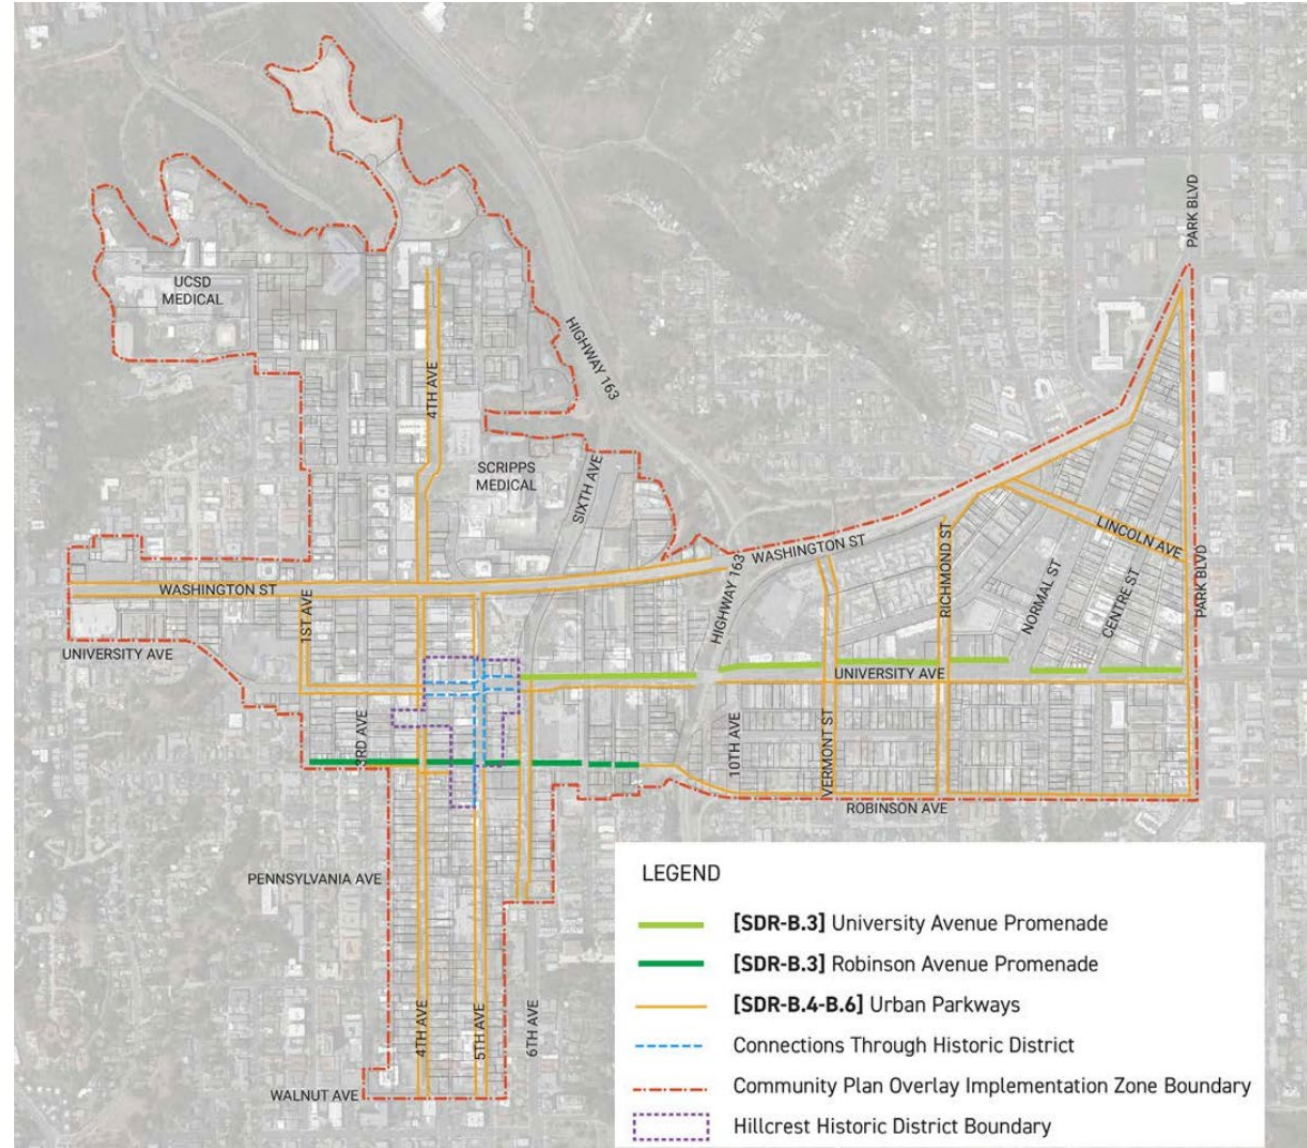 PARK BLVD
UCSD
MEDICAL
HIGHWAY 163
4TH AVE
SCRIPPS
MEDICAL
SIXTH AVE
WASHINGTON ST
LINCOLN AVE
RICHMOND ST
HIGHWAY 163
NORMAL ST
CENTRE ST
PARK BLVD
WASHINGTON ST
1ST AVE
UNIVERSITY AVE
UNIVERSITY AVE
3RD AVE
10TH AVE
VERMONT ST
ROBINSON AVE
PENNSYLVANIA AVE
4TH AVE
5TH AVE
6TH AVE
WALNUT AVE
LEGEND
[SDR-B.3] University Avenue Promenade
[SDR-B.3] Robinson Avenue Promenade
[SDR-B.4-B.6] Urban Parkways
Connections Through Historic District
Community Plan Overlay Implementation Zone Boundary
Hillcrest Historic District Boundary